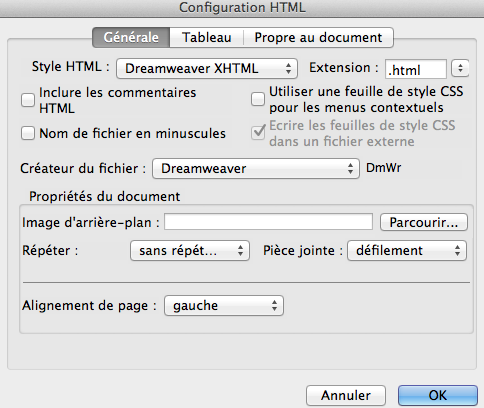 Configuration HTML
Générale Tableau Propre au document
Style HTML : Dreamweaver XHTML Extension : .html
Inclure les commentaires
HTML
Utiliser une feuille de style CSS
pour les menus contextuels
Nom de fichier en minuscules
Ecrire les feuilles de style CSS
dans un fichier externe
Créateur du fichier : Dreamweaver DmWr
Propriétés du document
Image d'arrière-plan : Parcourir...
Répéter : sans répét... Pièce jointe : défilement
Alignement de page : gauche
Annuler OK